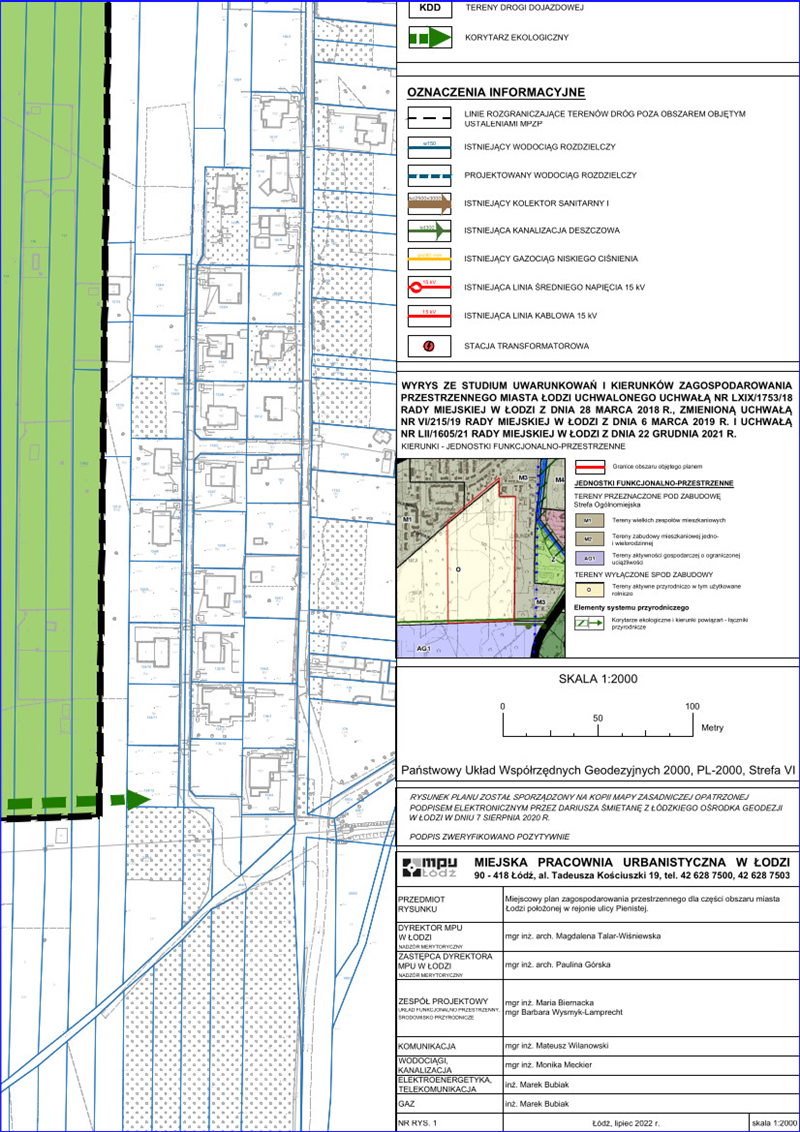 KDD TERENY DROGI DOJAZDOWEJ
KORYTARZ EKOLOGICZNY
OZNACZENIA INFORMACYJNE
LINIE ROZGRANICZAJĄCE TERENÓW DRÓG POZA OBSZAREM OBJĘTYM
USTALENIAMI MPZP
w150 ISTNIEJĄCY WODOCIĄG ROZDZIELCZY
PROJEKTOWANY WODOCIĄG ROZDZIELCZY
ISTNIEJĄCY KOLEKTOR SANITARNY I
ISTNIEJĄCA KANALIZACJA DESZCZOWA
ISTNIEJĄCY GAZOCIĄG NISKIEGO CIŚNIENIA
15 kV ISTNIEJĄCA LINIA ŚREDNIEGO NAPIĘCIA 15 kV
15 kV ISTNIEJĄCA LINIA KABLOWA 15 kV
STACJA TRANSFORMATOROWA
WYRYS ZE STUDIUM UWARUNKOWAŃ I KIERUNKÓW ZAGOSPODAROWANIA
PRZESTRZENNEGO MIASTA ŁODZI UCHWALONEGO UCHWAŁĄ NR LXIX/1753/18
RADY MIEJSKIEJ W ŁODZI Z DNIA 28 MARCA 2018 R., ZMIENIONĄ UCHWAŁĄ
NR VI/215/19 RADY MIEJSKIEJ W ŁODZI Z DNIA 6 MARCA 2019 R. I UCHWAŁĄ
NR LII/1605/21 RADY MIEJSKIEJ W ŁODZI Z DNIA 22 GRUDNIA 2021 R.
KIERUNKI - JEDNOSTKI FUNKCJONALNO-PRZESTRZENNE
M3
M4
M1
O
M3
AG1
Granice obszaru objętego planem
JEDNOSTKI FUNKCJONALNO-PRZESTRZENNE
TERENY PRZEZNACZONE POD ZABUDOWĘ
Strefa Ogólnomiejska
M1 Tereny wielkich zespołów mieszkaniowych
M2 Tereny zabudowy mieszkaniowej jedno-
i wielorodzinnej
AG1 Tereny aktywności gospodarczej o ograniczonej
uciążliwości
TERENY WYŁĄCZONE SPOD ZABUDOWY
O Tereny aktywne przyrodniczo w tym użytkowane
rolniczo
Elementy systemu przyrodniczego
Korytarze ekologiczne i kierunki powiązań - łączniki
przyrodnicze
SKALA 1:2000
0 50 100
Metry
Państwowy Układ Współrzędnych Geodezyjnych 2000, PL-2000, Strefa VI
RYSUNEK PLANU ZOSTAŁ SPORZĄDZONY NA KOPII MAPY ZASADNICZEJ OPATRZONEJ
PODPISEM ELEKTRONICZNYM PRZEZ DARIUSZA ŚMIETANĘ Z ŁÓDZKIEGO OŚRODKA GEODEZJI
W ŁODZI W DNIU 7 SIERPNIA 2020 R.
PODPIS ZWERYFIKOWANO POZYTYWNIE
mpu
Łódź
MIEJSKA PRACOWNIA URBANISTYCZNA W ŁODZI
90 - 418 Łódź, al. Tadeusza Kościuszki 19, tel. 42 628 7500, 42 628 7503
PRZEDMIOT
RYSUNKU
Miejscowy plan zagospodarowania przestrzennego dla części obszaru miasta
Łodzi położonej w rejonie ulicy Pienistej.
DYREKTOR MPU
W ŁODZI
NADZÓR MERYTORYCZNY
mgr inż. arch. Magdalena Talar-Wiśniewska
ZASTĘPCA DYREKTORA
MPU W ŁODZI
NADZÓR MERYTORYCZNY
mgr inż. arch. Paulina Górska
ZESPÓŁ PROJEKTOWY
UKŁAD FUNKCJONALNO PRZESTRZENNY,
ŚRODOWISKO PRZYRODNICZE
mgr inż. Maria Biernacka
mgr Barbara Wysmyk-Lamprecht
KOMUNIKACJA
mgr inż. Mateusz Wilanowski
WODOCIĄGI,
KANALIZACJA
mgr inż. Monika Meckier
ELEKTROENERGETYKA,
TELEKOMUNIKACJA
inż. Marek Bubiak
GAZ
inż. Marek Bubiak
NR RYS. 1 Łódź, lipiec 2022 r. skala 1:2000